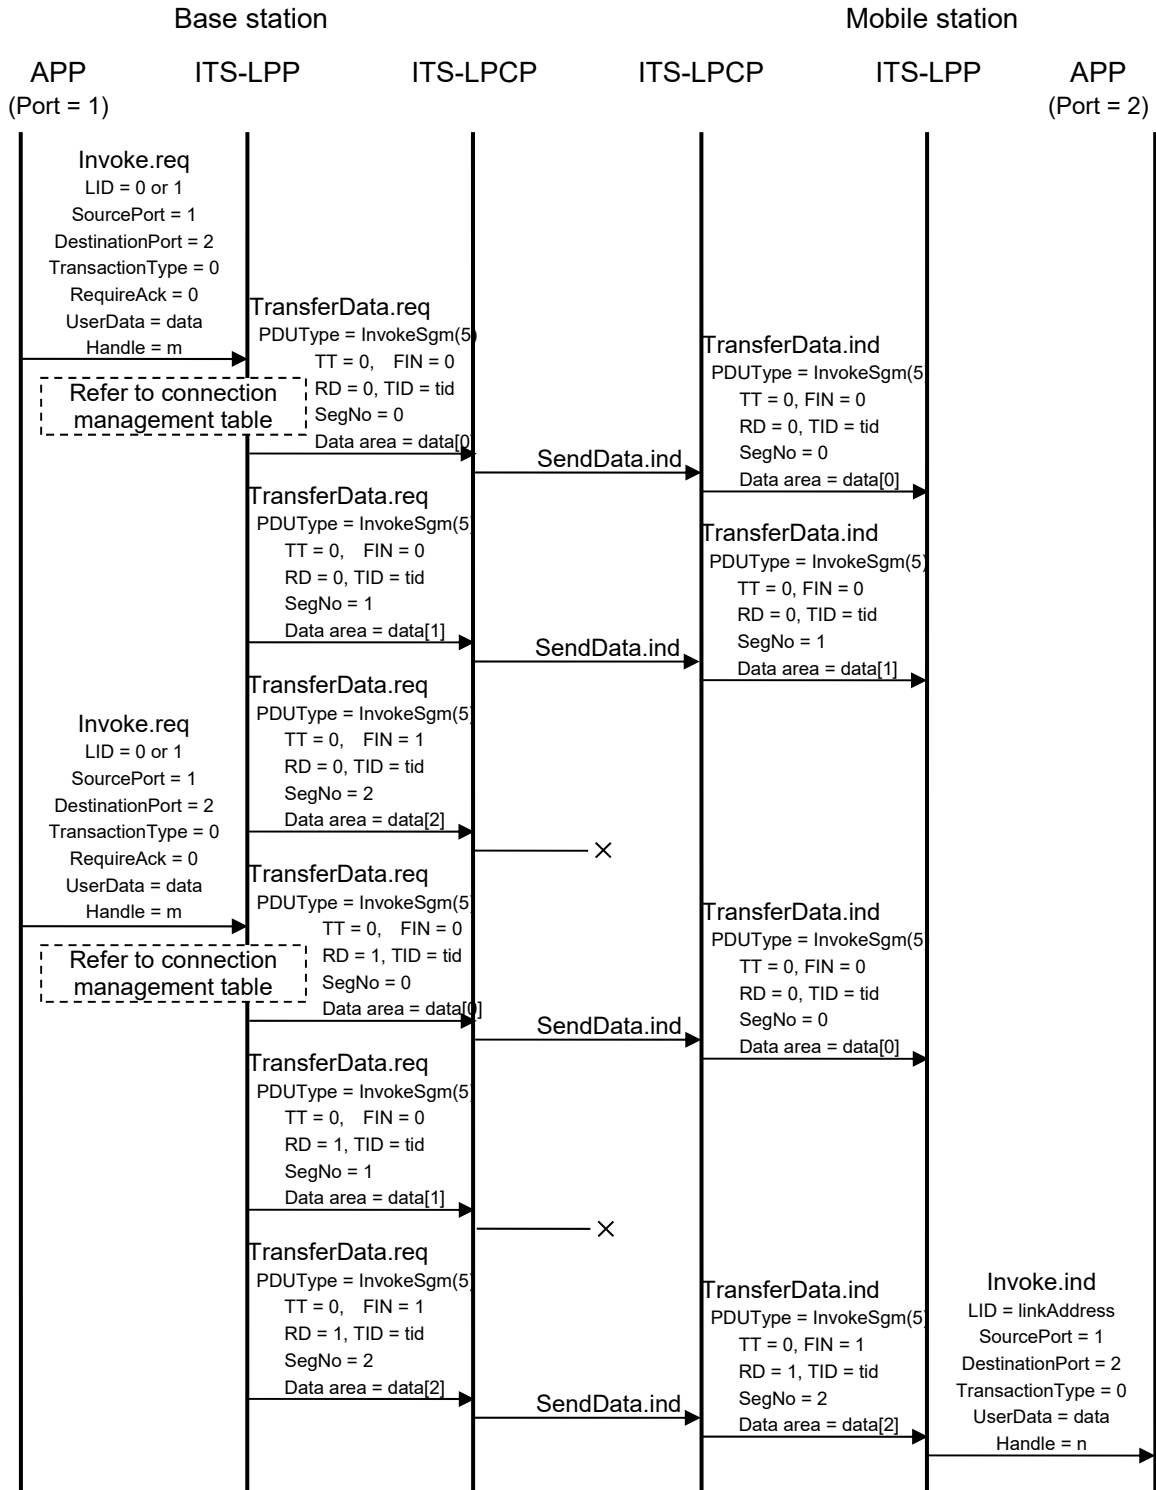 Base station
Mobile station
APP
ITS-LPP
ITS-LPCP
ITS-LPCP
ITS-LPP
APP
(Port = 1)
(Port = 2)
Invoke.req
LID = 0 or 1
SourcePort = 1
DestinationPort = 2
TransactionType = 0
RequireAck = 0
UserData = data
Handle = m
Refer to connection
management table
TransferData.req
PDUType = InvokeSgm(5)
TT = 0, FIN = 0
RD = 0, TID = tid
SegNo = 0
Data area = data[0]
SendData.ind
TransferData.ind
PDUType = InvokeSgm(5)
TT = 0, FIN = 0
RD = 0, TID = tid
SegNo = 0
Data area = data[0]
TransferData.req
PDUType = InvokeSgm(5)
TT = 0, FIN = 0
RD = 0, TID = tid
SegNo = 1
Data area = data[1]
SendData.ind
TransferData.ind
PDUType = InvokeSgm(5)
TT = 0, FIN = 0
RD = 0, TID = tid
SegNo = 1
Data area = data[1]
TransferData.req
PDUType = InvokeSgm(5)
TT = 0, FIN = 1
RD = 0, TID = tid
SegNo = 2
Data area = data[2]
Invoke.req
LID = 0 or 1
SourcePort = 1
DestinationPort = 2
TransactionType = 0
RequireAck = 0
UserData = data
Handle = m
Refer to connection
management table
TransferData.req
PDUType = InvokeSgm(5)
TT = 0, FIN = 0
RD = 1, TID = tid
SegNo = 0
Data area = data[0]
SendData.ind
TransferData.ind
PDUType = InvokeSgm(5)
TT = 0, FIN = 0
RD = 0, TID = tid
SegNo = 0
Data area = data[0]
TransferData.req
PDUType = InvokeSgm(5)
TT = 0, FIN = 0
RD = 1, TID = tid
SegNo = 1
Data area = data[1]
TransferData.req
PDUType = InvokeSgm(5)
TT = 0, FIN = 1
RD = 1, TID = tid
SegNo = 2
Data area = data[2]
SendData.ind
TransferData.ind
PDUType = InvokeSgm(5)
TT = 0, FIN = 1
RD = 1, TID = tid
SegNo = 2
Data area = data[2]
Invoke.ind
LID = linkAddress
SourcePort = 1
DestinationPort = 2
TransactionType = 0
UserData = data
Handle = n